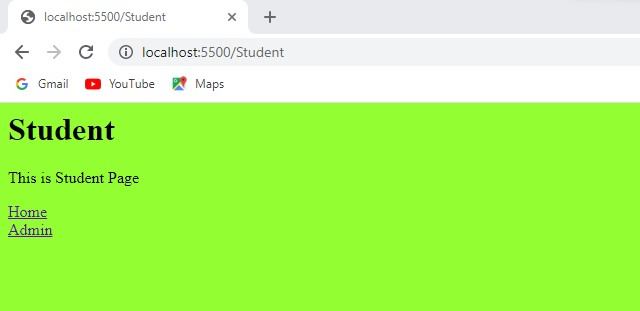 localhost:5500/Student
localhost:5500/Student
Gmail YouTube Maps
Student
This is Student Page
Home
Admin